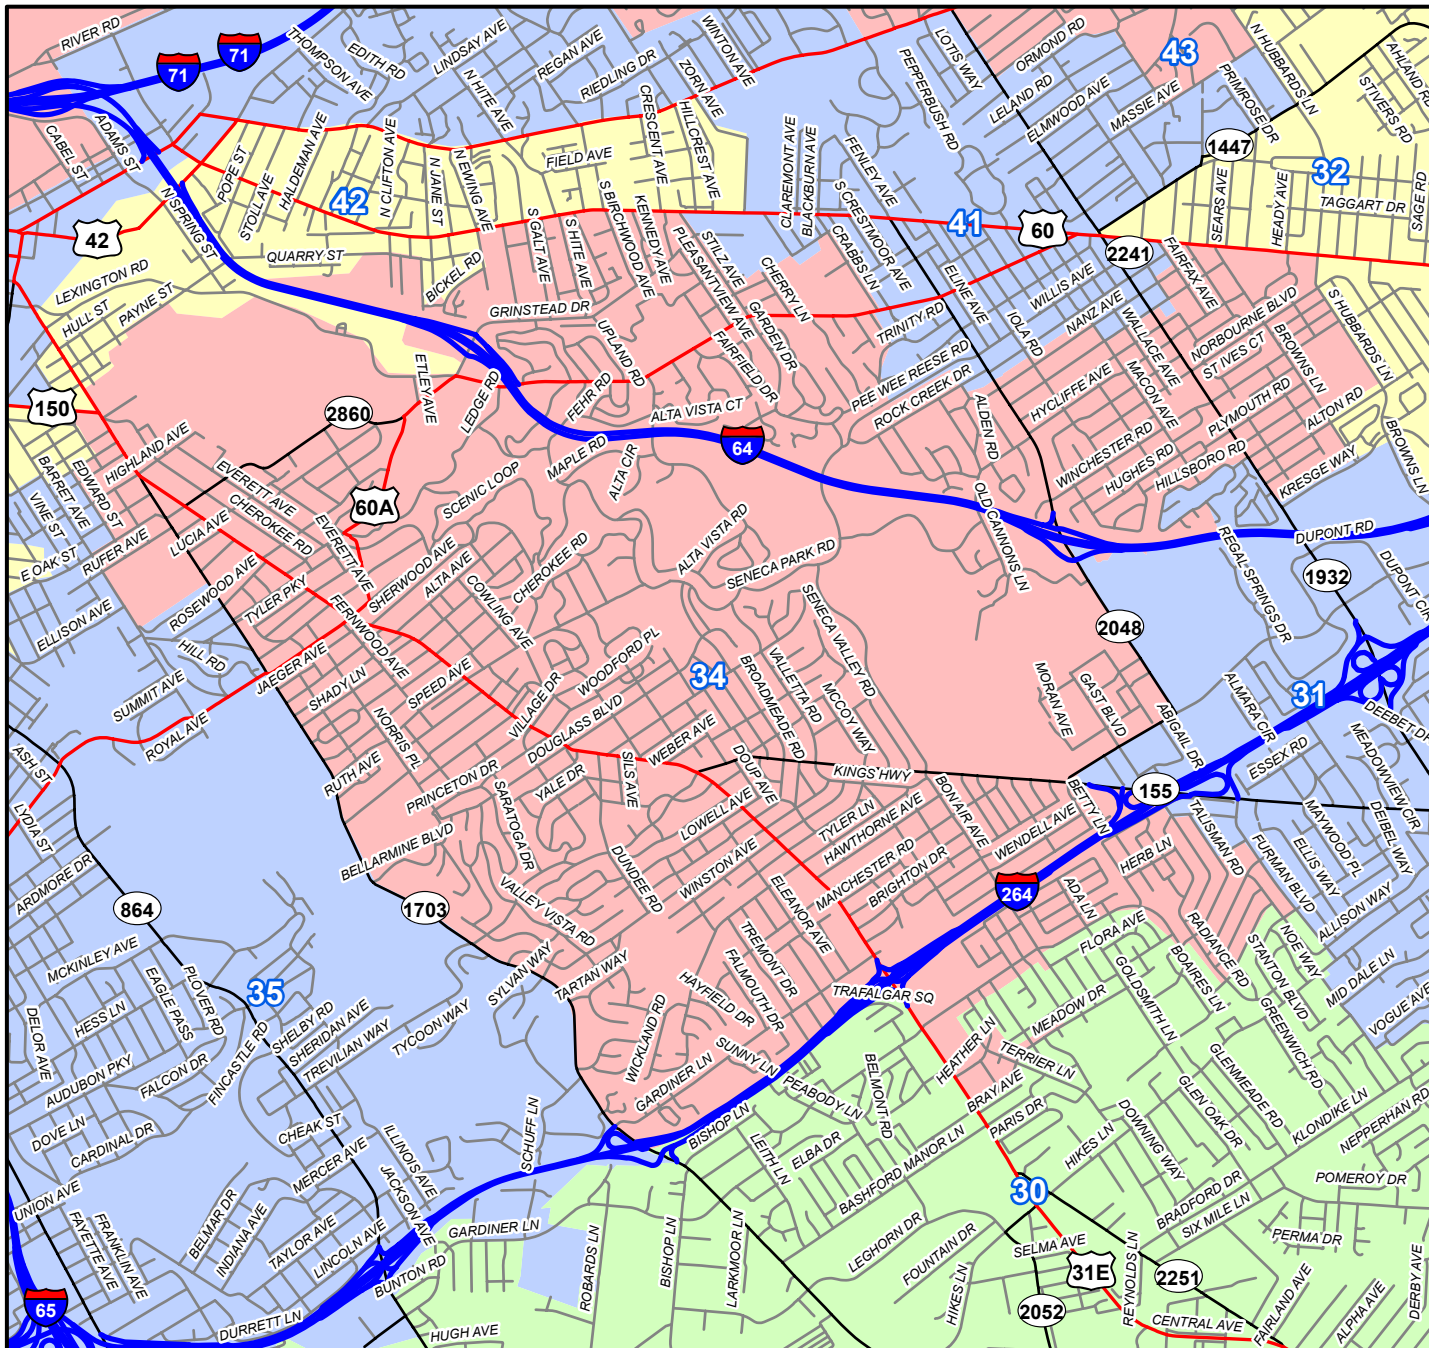 RIVER RD
71
71
THOMPSON AVE
EDITH RD
LINDSAY AVE
N HITE AVE
REGAN AVE
RIEDLING DR
WINTON AVE
ZORN AVE
CRESCENT AVE
HILLCREST AVE
LOTIS WAY
PEPPERBUSH RD
ORMOND RD
LELAND RD
ELMWOOD AVE
MASSIE AVE
43
N HUBBARDS LN
PRIMROSE DR
AHLAND RD
STIVERS RD
1447
32
CABEL ST
ADAMS ST
POPE ST
STOLL AVE
HALDEMAN AVE
N CLIFTON AVE
N JANE ST
N EWING AVE
FIELD AVE
42
42
N SPRING ST
QUARRY ST
BICKEL RD
S GALT AVE
S HITE AVE
S BIRCHWOOD AVE
KENNEDY AVE
PLEASANTVIEW AVE
STILZ AVE
CLAREMONT AVE
BLACKBURN AVE
FENLEY AVE
S CRESTMOOR AVE
CRABBS LN
CHERRY LN
GARDEN DR
FAIRFIELD DR
41
60
2241
SEARS AVE
HEADY AVE
TAGGART DR
SAGE RD
FAIRFAX AVE
LEXINGTON RD
HULL ST
PAYNE ST
GRINSTEAD DR
UPLAND RD
FEHR RD
LEDGE RD
ETLEY AVE
ALTA VISTA CT
TRINITY RD
EUNE AVE
WILLIS AVE
IOLA RD
NANZ AVE
WALLACE AVE
MACON AVE
NORBOURNE BLVD
ST IVES CT
BROWNS LN
S HUBBARDS LN
PEE WEE REESE RD
ROCK CREEK DR
HYCLIFFE AVE
PLYMOUTH RD
ALTON RD
150
2860
60A
64
ALDEN RD
WINCHESTER RD
HUGHES RD
HILLSBORO RD
KRESGE WAY
BROWNS LN
HIGHLAND AVE
BARRET AVE
EDWARD ST
VINE ST
E OAK ST
RUFER AVE
LUCIA AVE
EVERETT AVE
CHEROKEE RD
EVERETT AVE
SCENIC LOOP
MAPLE RD
ALTA CIR
ALTA VISTA RD
SENECA PARK RD
OLD CANNONS LN
REGAL SPRINGS DR
DUPONT RD
DUPONT CIR
1932
2048
ELLISON AVE
ROSEWOOD AVE
TYLER PKY
SHERWOOD AVE
ALTA AVE
COWLING AVE
CHEROKEE RD
FERNWOOD AVE
HILL RD
SUMMIT AVE
ROYAL AVE
JAEGER AVE
SHADY LN
SPEED AVE
NORRIS PL
VILLAGE DR
WOODFORD PL
DOUGLASS BLVD
34
SENECA VALLEY RD
VALLETTA RD
BROADMEADE RD
MCCOY WAY
MORAN AVE
GAST BLVD
ABIGAIL DR
ALMARA CIR
31
ESSEX RD
DEEBET DR
MEADOWVIEW CIR
ASH ST
LYDIA ST
RUTH AVE
PRINCETON DR
YALE DR
SARATOGA DR
SILS AVE
WEBER AVE
DOUP AVE
KINGS HWY
LOWELL AVE
TYLER LN
HAWTHORNE AVE
BON AIR AVE
WENDELL AVE
BETTY LN
155
TALISMAN RD
FURMAN BLVD
MAYWOOD PL
ELLIS WAY
DEIBEL WAY
BELLARMINE BLVD
ARDMORE DR
864
1703
VALLEY VISTA RD
DUNDEE RD
WINSTON AVE
ELEANOR AVE
MANCHESTER RD
BRIGHTON DR
264
ADA LN
HERB LN
FLORA AVE
RADIANCE RD
BOAIRES LN
GOLDSMITH LN
STANTON BLVD
NOE WAY
ALLISON WAY
MID DALE LN
VOGUE AVE
MCKINLEY AVE
EAGLE PASS
PLOVER RD
35
HESS LN
DELOR AVE
AUDUBON PKY
FALCON DR
FINCASTLE RD
SHELBY RD
SHERIDAN AVE
TREVILIAN WAY
TYCOON WAY
SYLVAN WAY
TARTAN WAY
HAYFIELD DR
FALMOUTH DR
TREMONT DR
TRAFALGAR SQ
WICKLAND RD
GARDINER LN
SUNNY LN
PEABODY LN
BELMONT RD
HEATHER LN
MEADOW DR
TERRIER LN
BRAY AVE
PARIS DR
GLENMEADE RD
GREENWICH RD
GLEN OAK DR
DOWNING WAY
KLONDIKE LN
NEPPERHAN RD
DOVE LN
CARDINAL DR
CHEAK ST
MERCER AVE
ILLINOIS AVE
JACKSON AVE
SCHUFF LN
BISHOP LN
LEITH LN
ELBA DR
BASHFORD MANOR LN
HIKES LN
30
BRADFORD DR
SIX MILE LN
POMEROY DR
PERMA DR
UNION AVE
FAYETTE AVE
FRANKLIN AVE
BELMAR DR
INDIANA AVE
TAYLOR AVE
LINCOLN AVE
BUNTON RD
GARDINER LN
ROBARDS LN
BISHOP LN
LARKMOOR LN
LEGHORN DR
FOUNTAIN DR
HIKES LN
SELMA AVE
31E
REYNOLDS LN
2251
2052
CENTRAL AVE
FAIRLAND AVE
ALPHA AVE
DERBY AVE
65
DURRETT LN
HUGH AVE